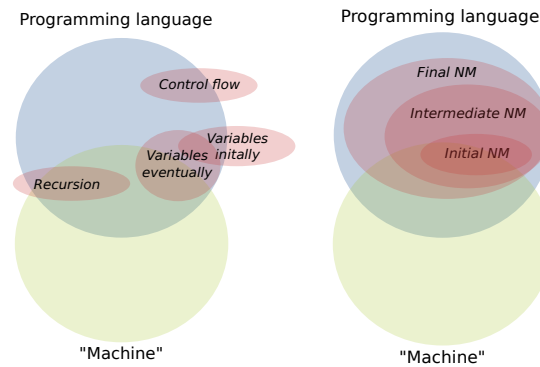 Programming language
Control flow
Variables
initally
Variables
eventually
Recursion
"Machine"
Programming language
Final NM
Intermediate NM
Initial NM
"Machine"